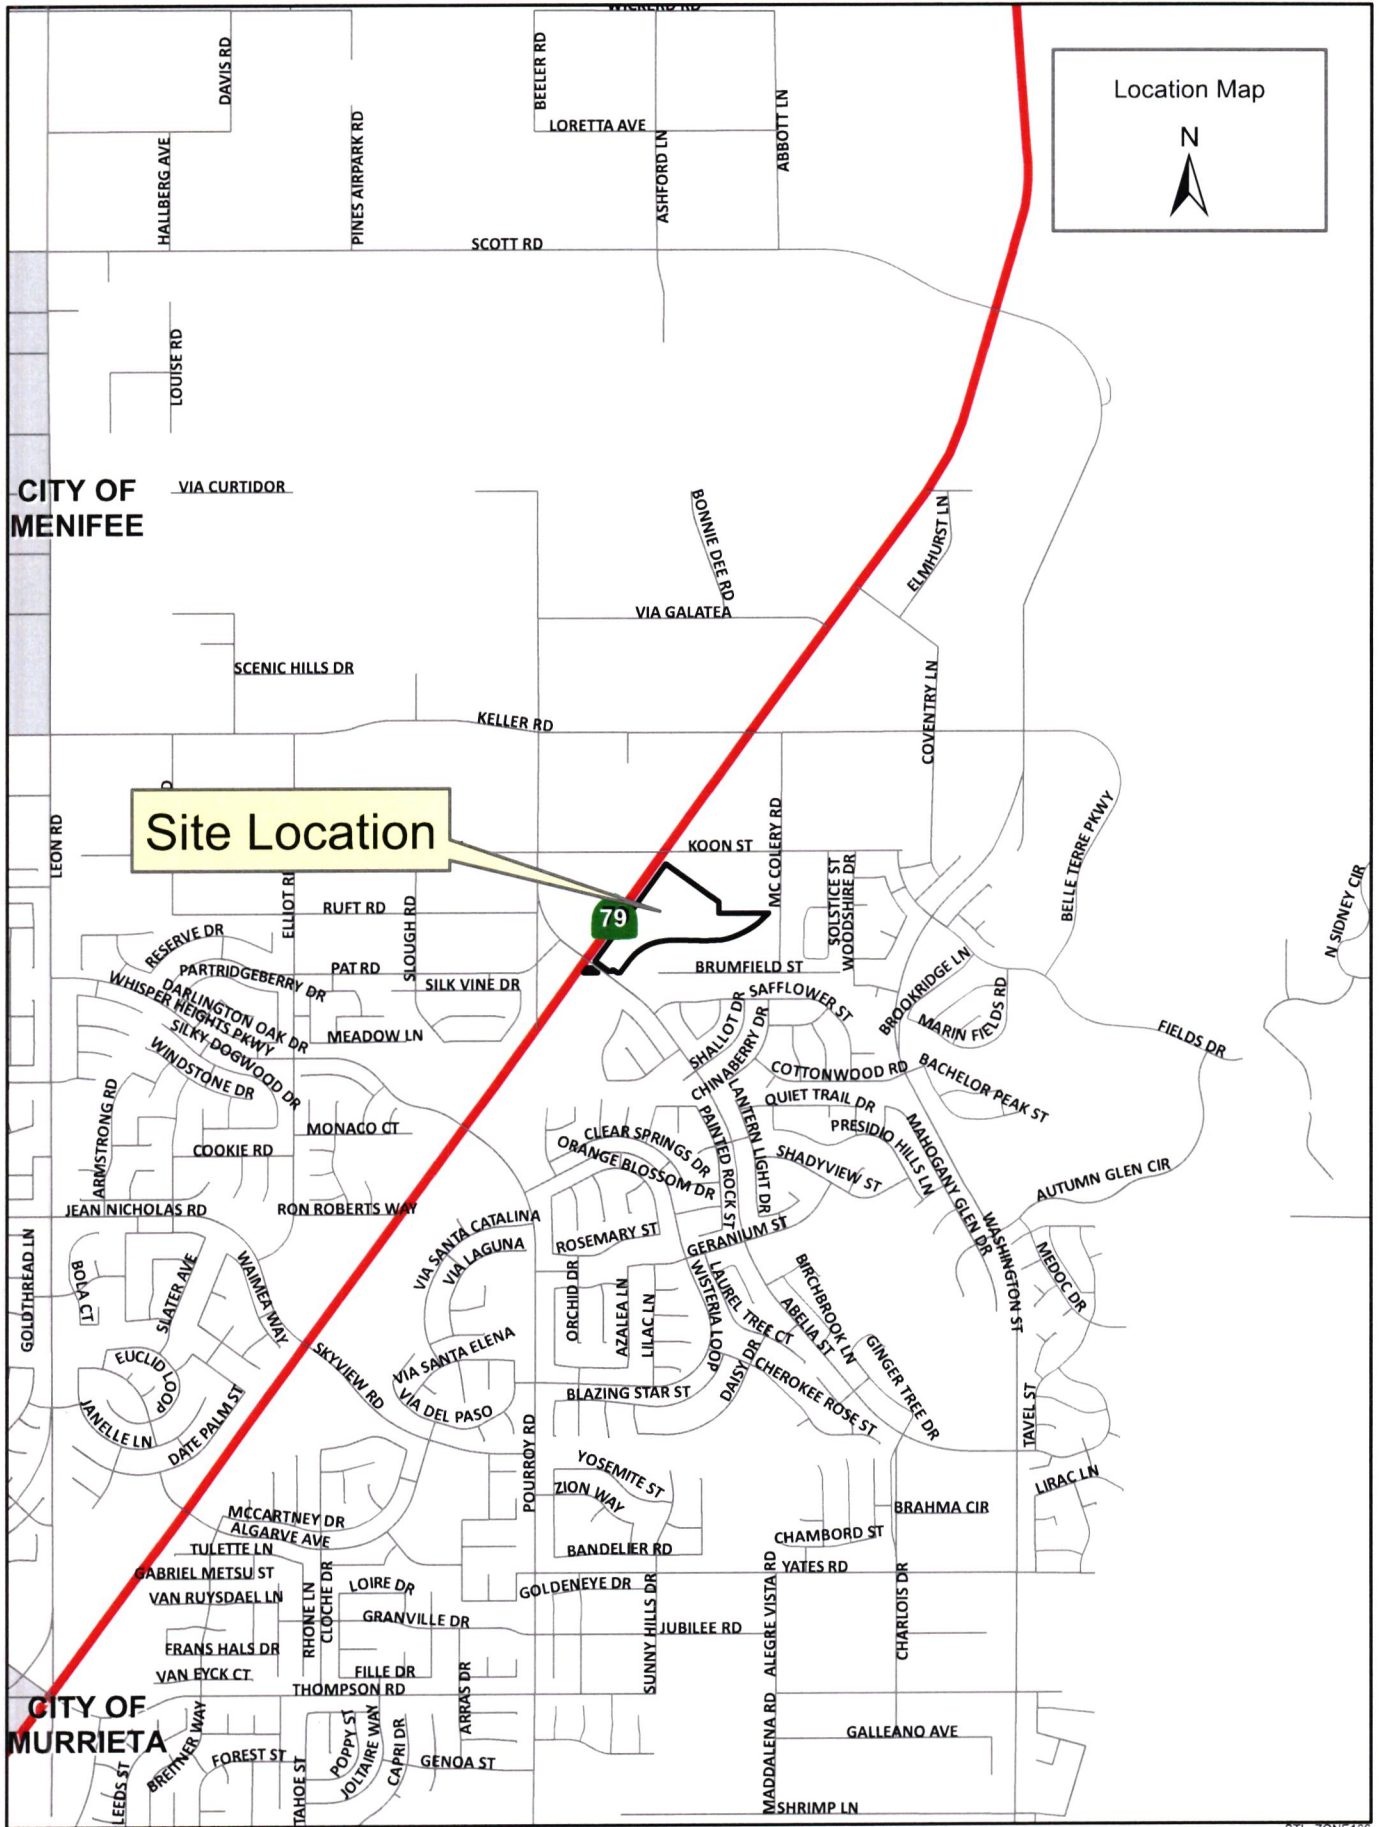 WICKERD RD
DAVIS RD
BEELER RD
Location Map
N
LORETTA AVE
ABBOTT LN
HALLBERG AVE
PINES AIRPARK RD
ASHFORD LN
SCOTT RD
LOUISE RD
CITY OF
MENIFEE
VIA CURTIDOR
BONNIE DEE RD
ELMHURST LN
VIA GALATEA
SCENIC HILLS DR
COVENTRY LN
KELLER RD
Site Location
LEON RD
KOON ST
MC COLERY RD
BELLE TERRE PKWY
SOLSTICE ST
WOODSHIRE DR
N SIDNEY CIR
ELLIOT RD
RUFT RD
SLOUGH RD
79
RESERVE DR
PARTRIDGEBERRY DR
PAT RD
BRUMFIELD ST
WHISPER HEIGHTS PKWY
DARLINGTON OAK DR
SILK VINE DR
SAFFLOWER ST
BROOKRIDGE LN
MARIN FIELDS RD
SILKY DOGWOOD DR
MEADOW LN
SHALLOT DR
CHINABERRY DR
FIELDS DR
WINDSTONE DR
COTTONWOOD RD
BACHELOR PEAK ST
ARMSTRONG RD
MONACO CT
LANTERN LIGHT DR
QUIET TRAIL DR
PAINTED ROCK ST
PRESIDIO HILLS LN
MAHOGANY GLEN DR
COOKIE RD
CLEAR SPRINGS DR
ORANGE BLOSSOM DR
SHADYVIEW ST
AUTUMN GLEN CIR
JEAN NICHOLAS RD
RON ROBERTS WAY
VIA SANTA CATALINA
VIA LAGUNA
ROSEMARY ST
GERANIUM ST
WASHINGTON ST
MEDOC DR
GOLDTHREAD LN
BOLA CT
SLATER AVE
WAIMEA WAY
ORCHID DR
AZALEA LN
LILAC LN
WISTERIA LOOP
LAUREL TREE CT
BIRCHBROOK LN
ABELIA ST
GINGER TREE DR
EUCLID LOOP
SKYVIEW RD
VIA SANTA ELENA
DAISY DR
CHEROKEE ROSE ST
JANELLE LN
DATE PALM ST
VIA DEL PASO
BLAZING STAR ST
TAVEL ST
POURROY RD
YOSEMITE ST
ZION WAY
LIRAC LN
MCCARTNEY DR
ALGARVE AVE
BRAHMA CIR
TULETTE LN
BANDELIER RD
CHAMBORD ST
GABRIEL METSU ST
YATES RD
VAN RUYSDAEL LN
RHONE LN
CLOCHE DR
LOIRE DR
GOLDENEYE DR
GRANVILLE DR
SUNNY HILLS DR
JUBILEE RD
ALEGRE VISTA RD
CHARLOIS DR
FRANS HALS DR
VAN EYCK CT
FILLE DR
THOMPSON RD
ARRAS DR
CITY OF
MURRIETA
BREITNER WAY
POPPY ST
JOLTAIRE WAY
CAPRI DR
MADDALENA RD
GALLEANO AVE
FOREST ST
GENOA ST
LEEDS ST
TAHOE ST
SHRIMP LN